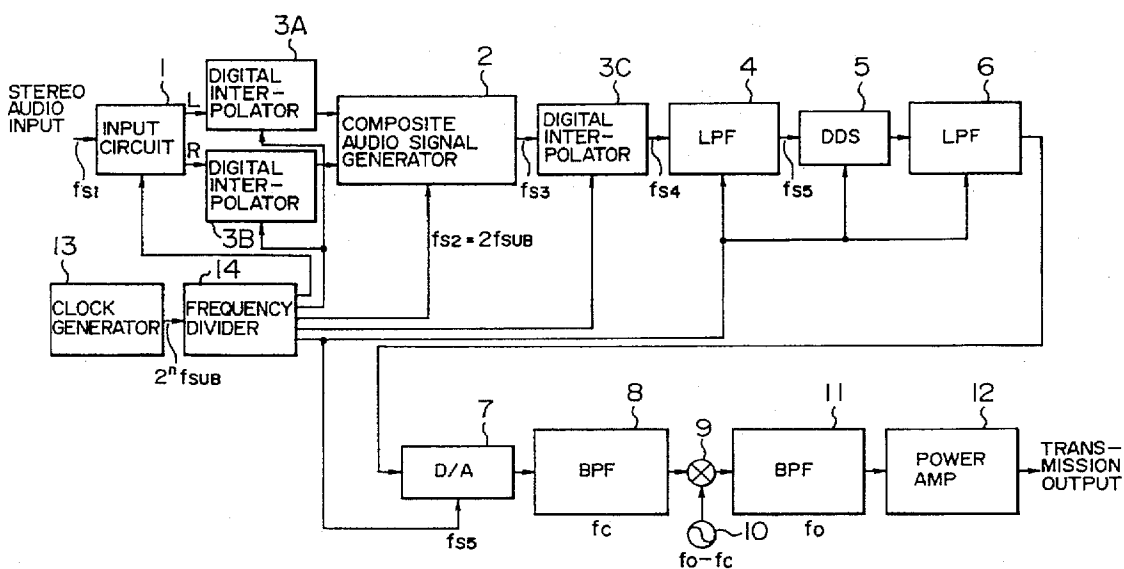 3A
1
DIGITAL
INTER-
POLATOR
2
3C
4
5
6
STEREO
AUDIO
INPUT
L
INPUT
CIRCUIT
R
fS1
DIGITAL
INTER-
POLATOR
3B
COMPOSITE
AUDIO SIGNAL
GENERATOR
fS3
DIGITAL
INTER-
POLATOR
fS4
LPF
fS5
DDS
LPF
fS2=2fSUB
13
CLOCK
GENERATOR
14
FREQUENCY
DIVIDER
2ⁿfSUB
7
D/A
fS5
8
BPF
fC
9
10
fO-fC
11
BPF
fO
12
POWER
AMP
TRANS-
MISSION
OUTPUT